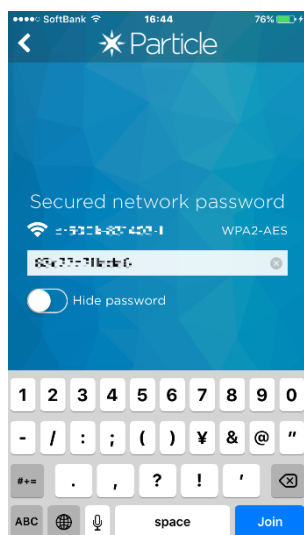 SoftBank 16:44 76%
Particle
Secured network password
WPA2-AES
Hide password
1 2 3 4 5 6 7 8 9 0
- / : ; ( ) ¥ & @ "
#+= . , ? ! '
ABC space Join